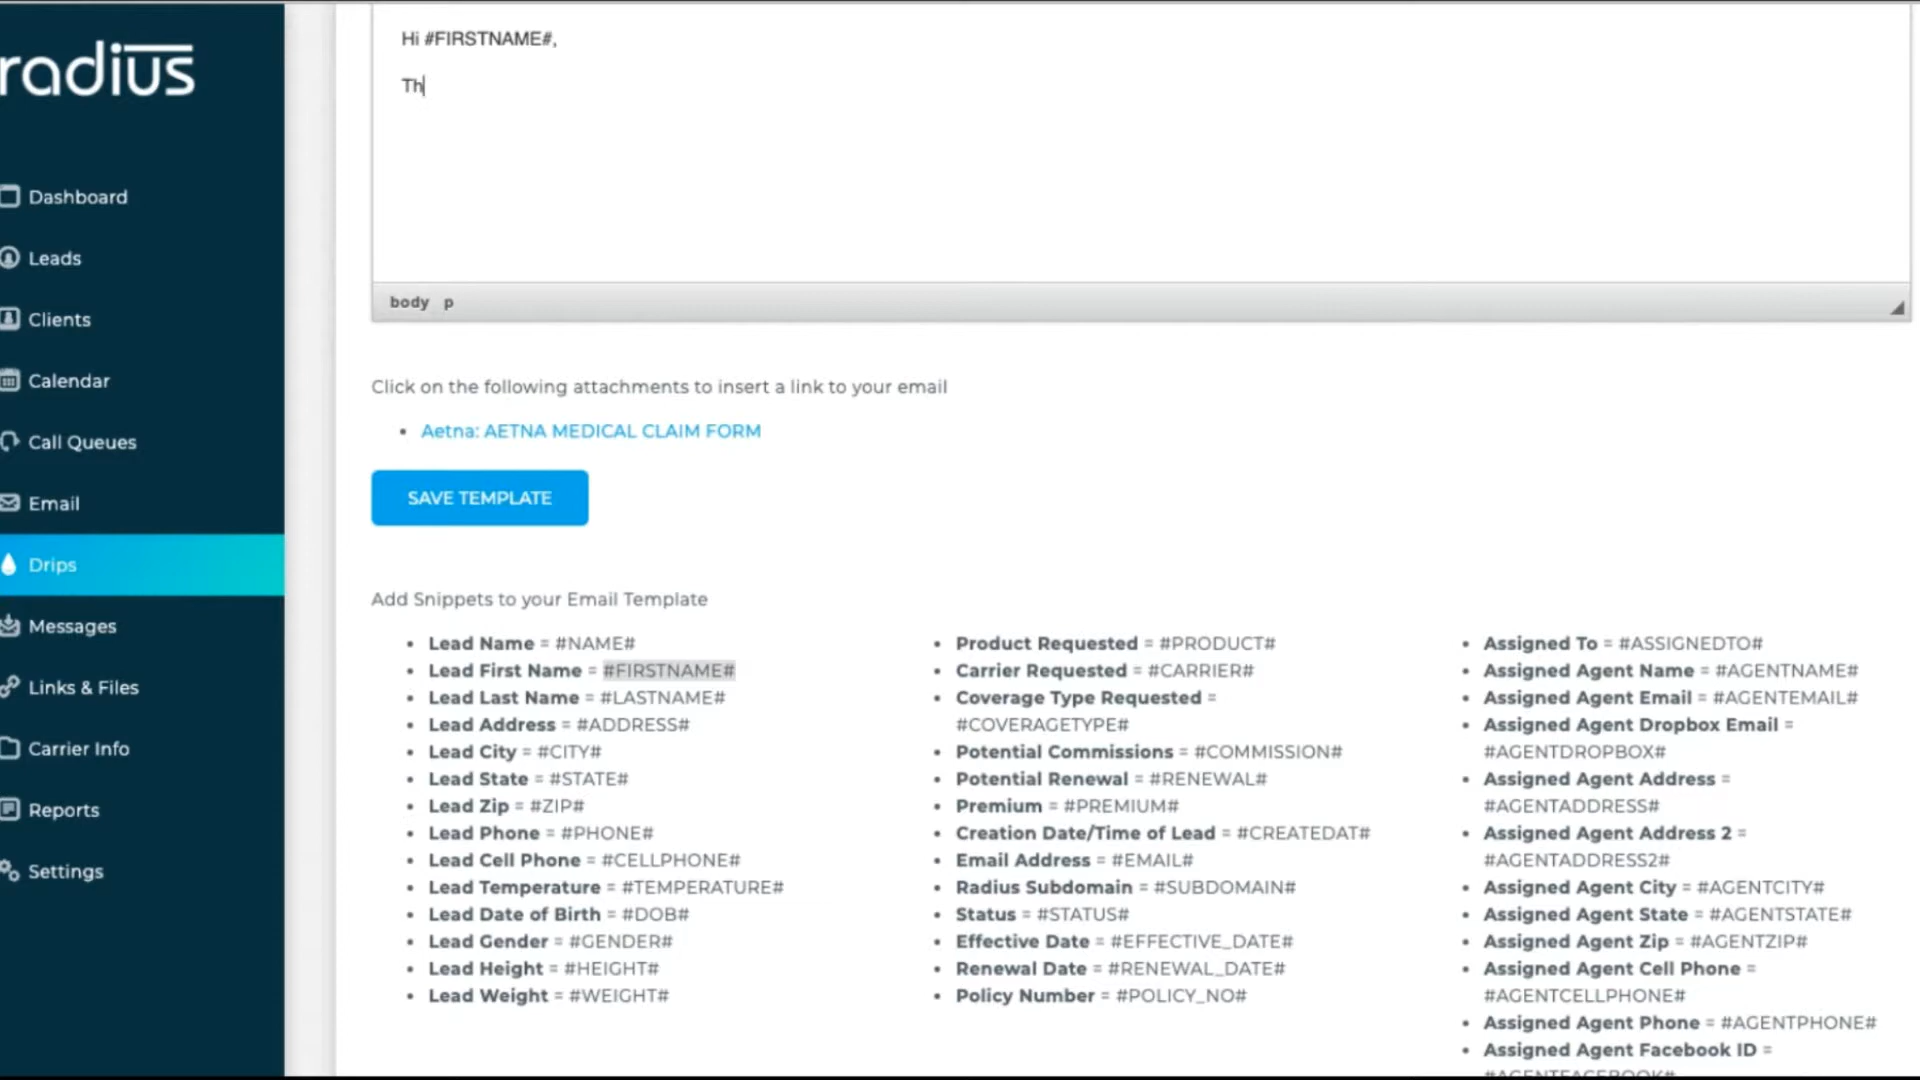 radius
Dashboard
Leads
Clients
Calendar
Call Queues
Email
Drips
Messages
Links & Files
Carrier Info
Reports
Settings
Hi #FIRSTNAME#,
Th
body p
Click on the following attachments to insert a link to your email
• Aetna: AETNA MEDICAL CLAIM FORM
SAVE TEMPLATE
Add Snippets to your Email Template
• Lead Name = #NAME#
• Lead First Name = #FIRSTNAME#
• Lead Last Name = #LASTNAME#
• Lead Address = #ADDRESS#
• Lead City = #CITY#
• Lead State = #STATE#
• Lead Zip = #ZIP#
• Lead Phone = #PHONE#
• Lead Cell Phone = #CELLPHONE#
• Lead Temperature = #TEMPERATURE#
• Lead Date of Birth = #DOB#
• Lead Gender = #GENDER#
• Lead Height = #HEIGHT#
• Lead Weight = #WEIGHT#
• Product Requested = #PRODUCT#
• Carrier Requested = #CARRIER#
• Coverage Type Requested =
#COVERAGETYPE#
• Potential Commissions = #COMMISSION#
• Potential Renewal = #RENEWAL#
• Premium = #PREMIUM#
• Creation Date/Time of Lead = #CREATEDAT#
• Email Address = #EMAIL#
• Radius Subdomain = #SUBDOMAIN#
• Status = #STATUS#
• Effective Date = #EFFECTIVE_DATE#
• Renewal Date = #RENEWAL_DATE#
• Policy Number = #POLICY_NO#
• Assigned To = #ASSIGNEDTO#
• Assigned Agent Name = #AGENTNAME#
• Assigned Agent Email = #AGENTEMAIL#
• Assigned Agent Dropbox Email =
#AGENTDROPBOX#
• Assigned Agent Address =
#AGENTADDRESS#
• Assigned Agent Address 2 =
#AGENTADDRESS2#
• Assigned Agent City = #AGENTCITY#
• Assigned Agent State = #AGENTSTATE#
• Assigned Agent Zip = #AGENTZIP#
• Assigned Agent Cell Phone =
#AGENTCELLPHONE#
• Assigned Agent Phone = #AGENTPHONE#
• Assigned Agent Facebook ID =
#AGENTFACEBOOK#